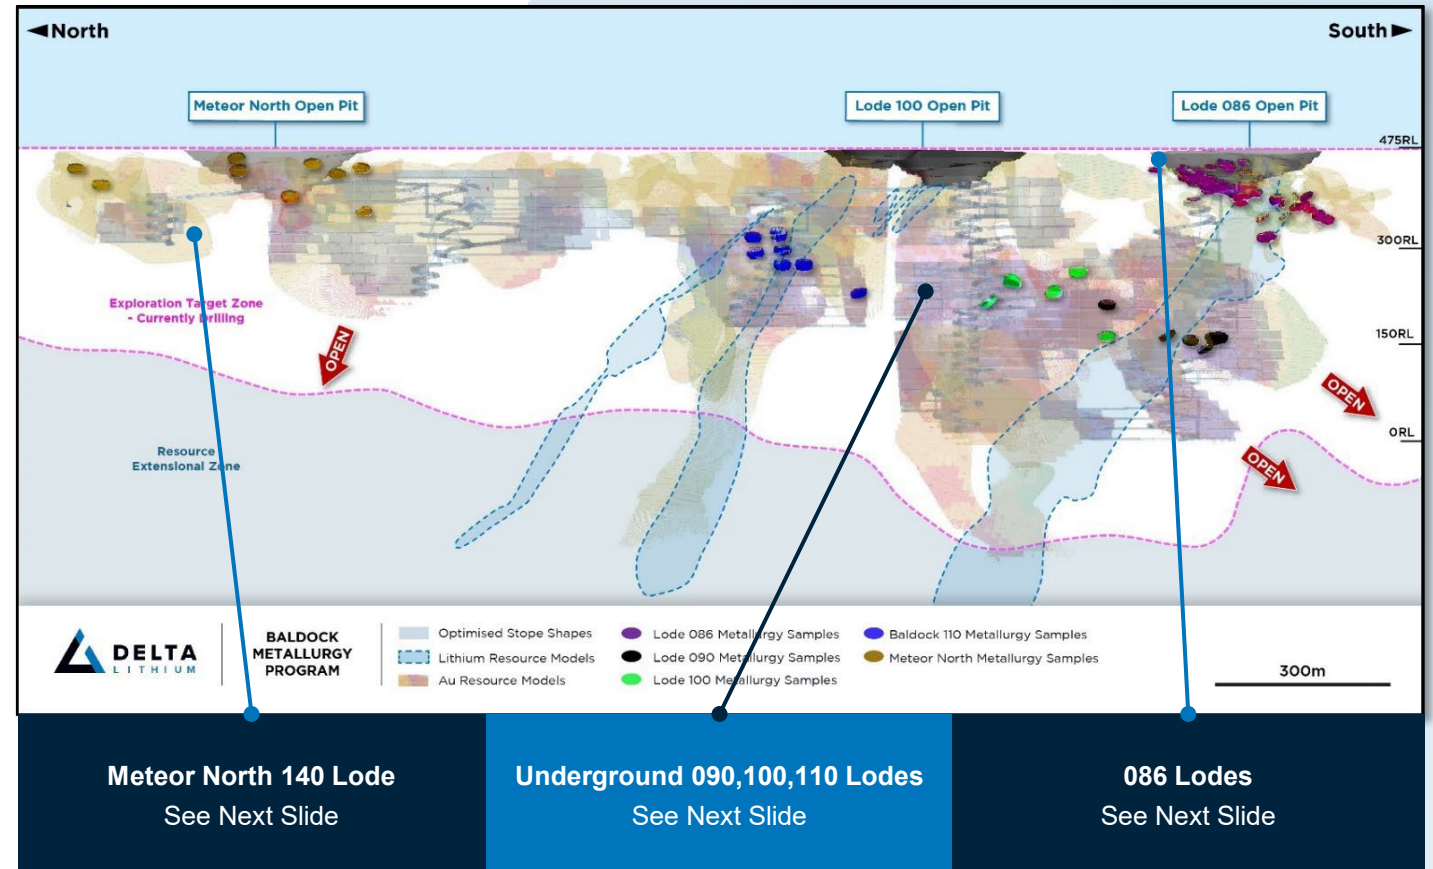 ◄North
South►
Meteor North Open Pit
Lode 100 Open Pit
Lode 086 Open Pit
475RL
300RL
Exploration Target Zone
- Currently Drilling
OPEN
150RL
OPEN
0RL
OPEN
Resource
Extensional Zone
DELTA
LITHIUM
BALDOCK
METALLURGY
PROGRAM
Optimised Stope Shapes
Lithium Resource Models
Au Resource Models
Lode 086 Metallurgy Samples
Lode 090 Metallurgy Samples
Lode 100 Metallurgy Samples
Baldock 110 Metallurgy Samples
Meteor North Metallurgy Samples
300m
Meteor North 140 Lode
See Next Slide
Underground 090,100,110 Lodes
See Next Slide
086 Lodes
See Next Slide